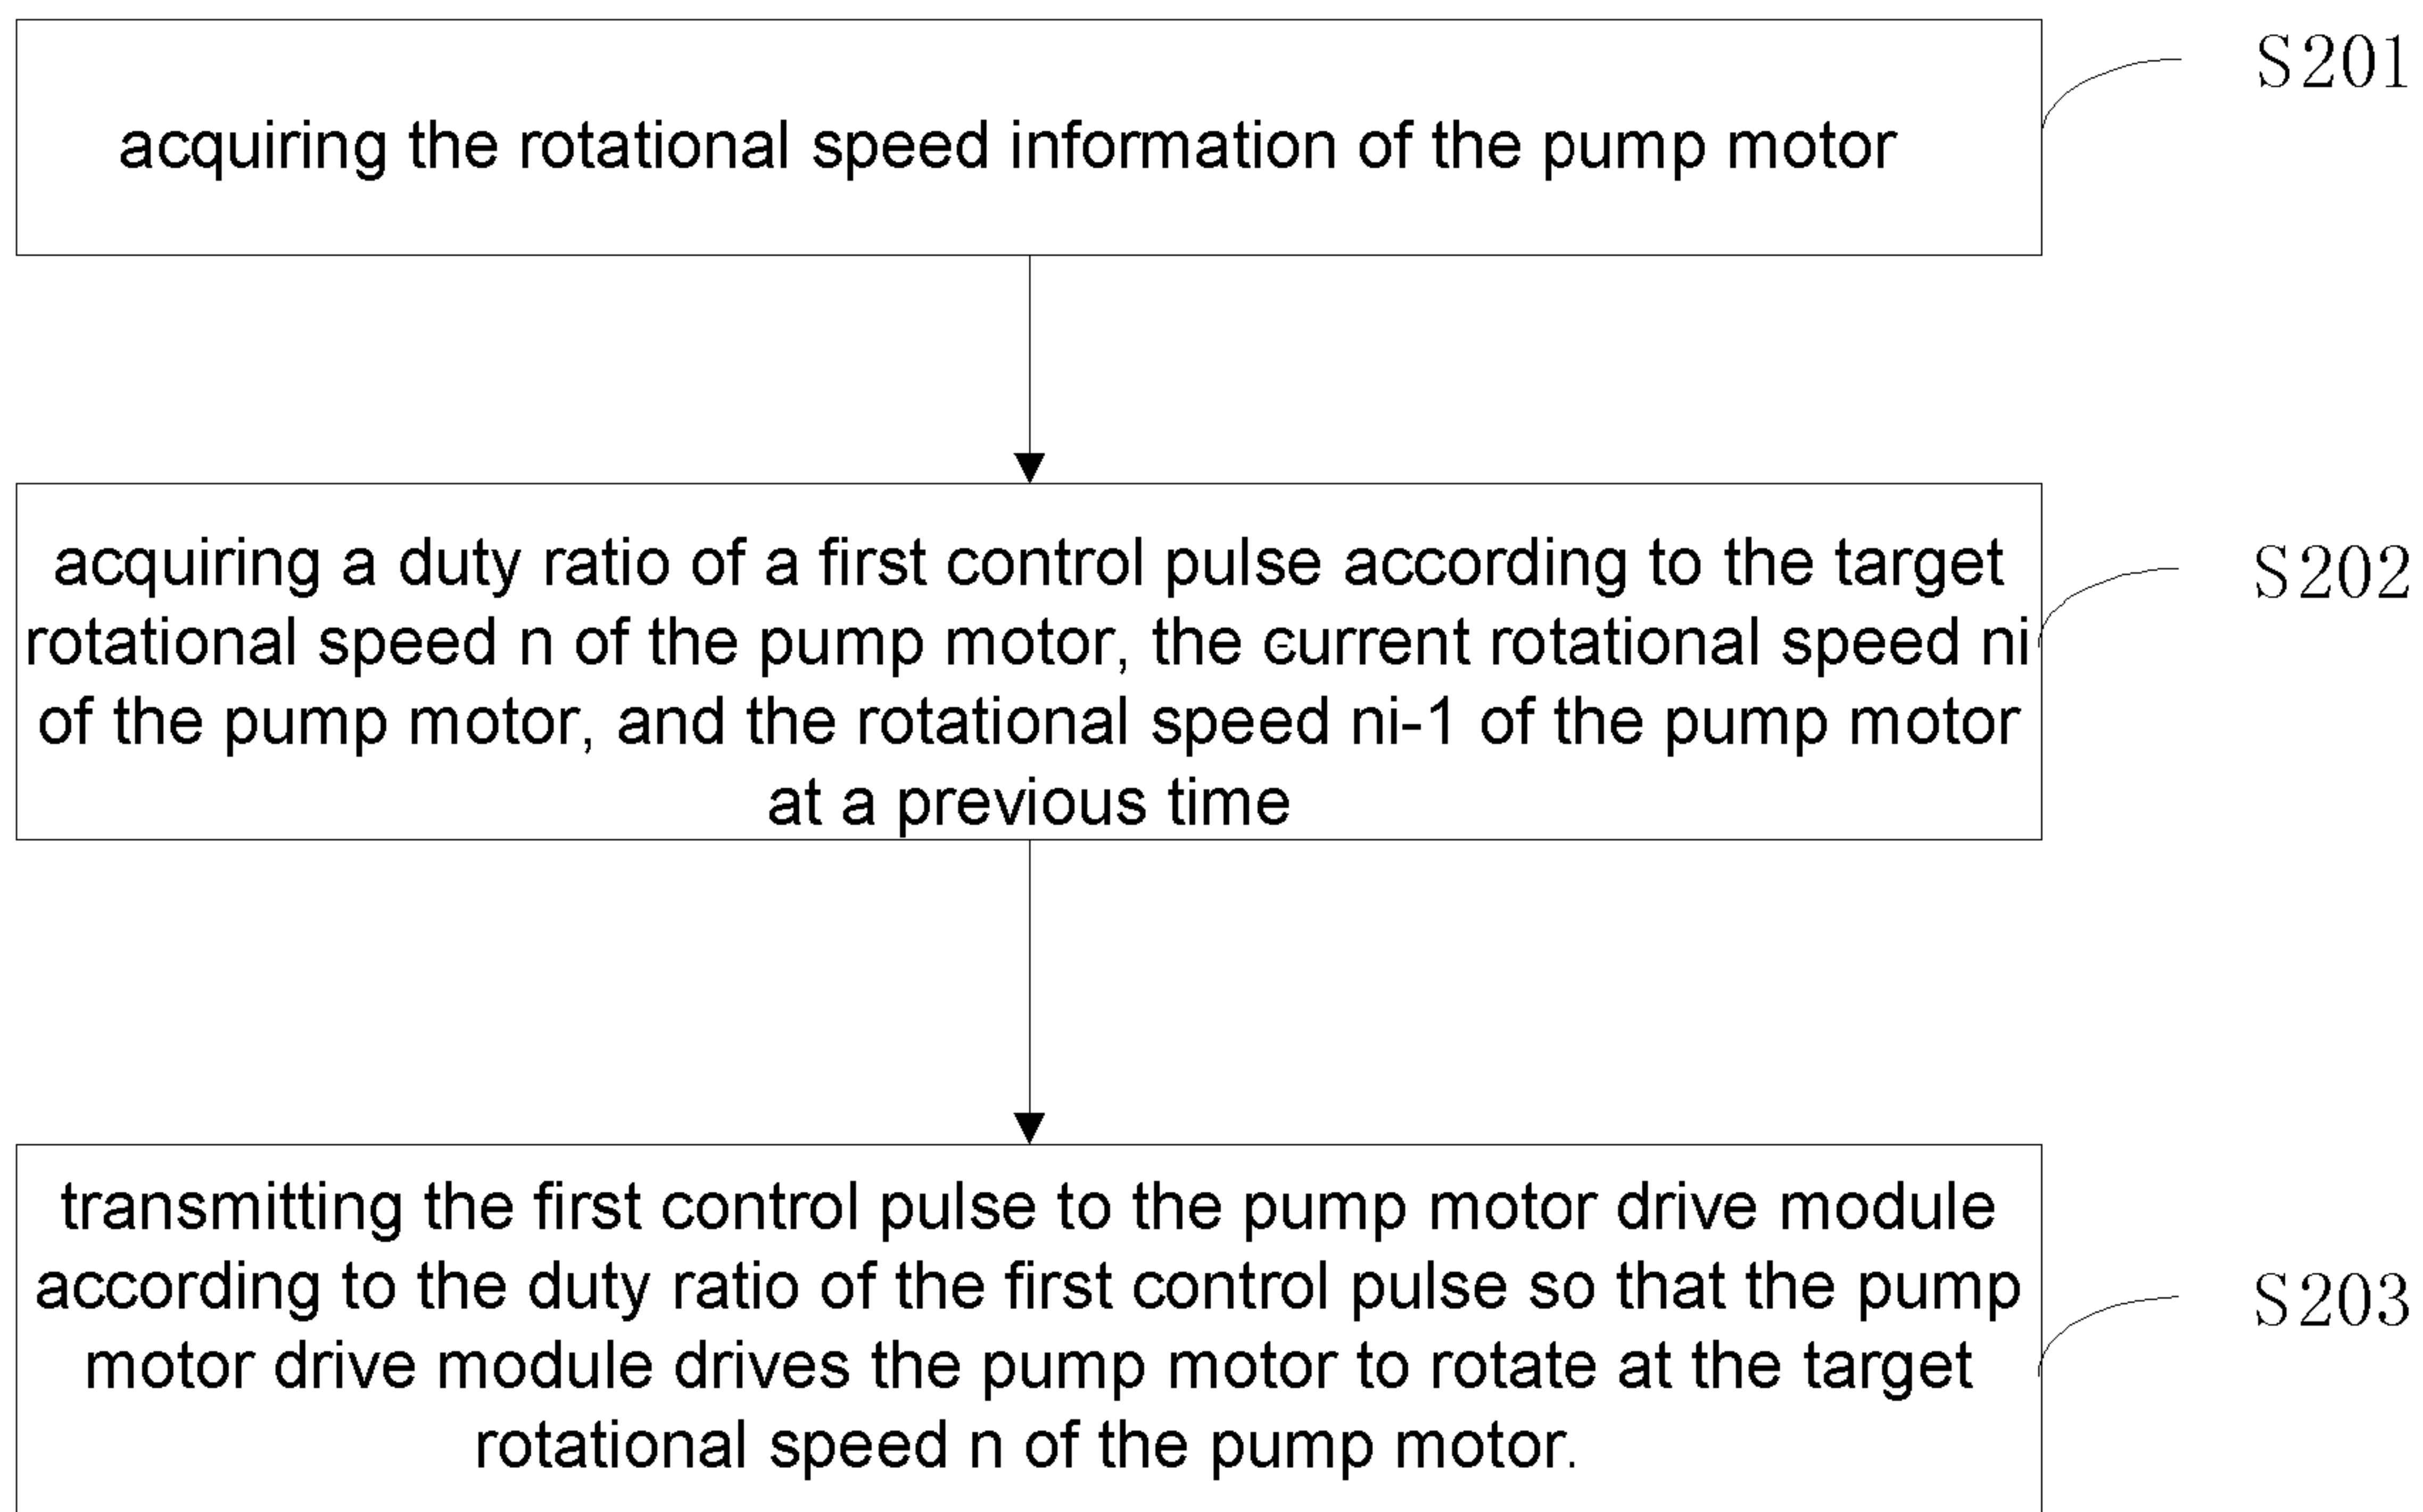 acquiring the rotational speed information of the pump motor
S201
acquiring a duty ratio of a first control pulse according to the target
rotational speed n of the pump motor, the current rotational speed ni
of the pump motor, and the rotational speed ni-1 of the pump motor
at a previous time
S202
transmitting the first control pulse to the pump motor drive module
according to the duty ratio of the first control pulse so that the pump
motor drive module drives the pump motor to rotate at the target
rotational speed n of the pump motor.
S203